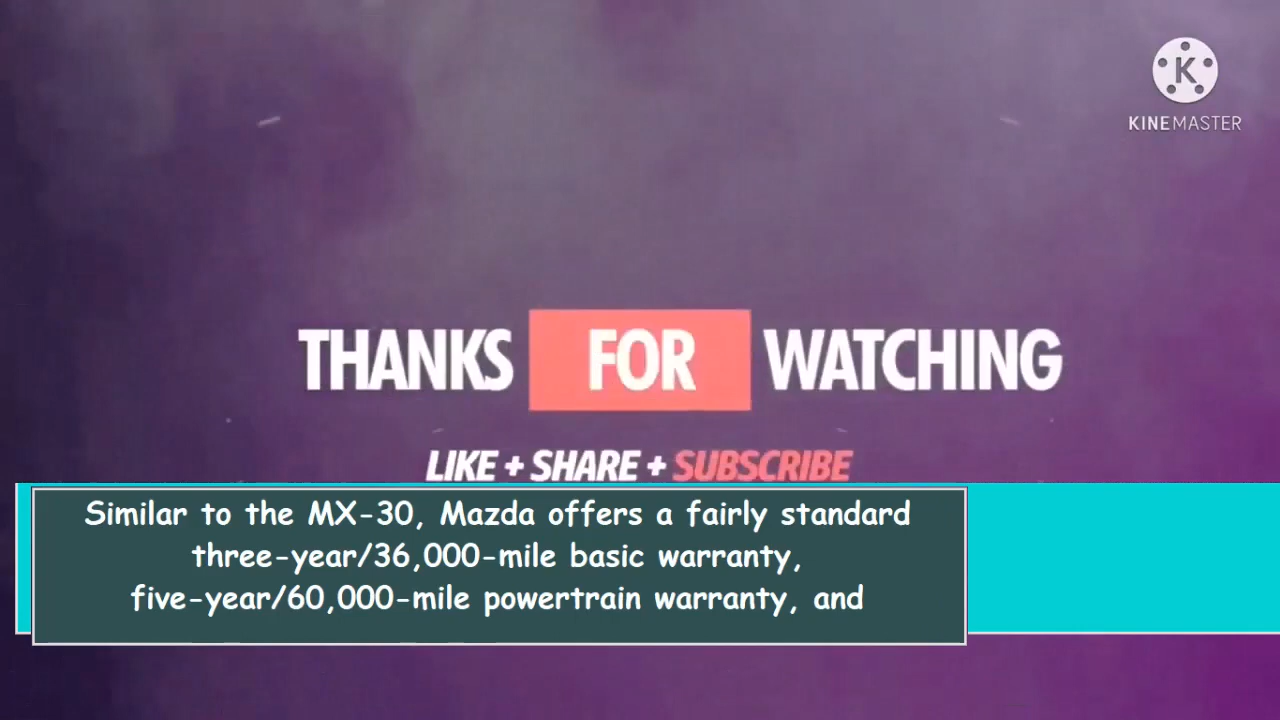 K
KINEMASTER
THANKS FOR WATCHING
LIKE + SHARE + SUBSCRIBE
Similar to the MX-30, Mazda offers a fairly standard
three-year/36,000-mile basic warranty,
five-year/60,000-mile powertrain warranty, and